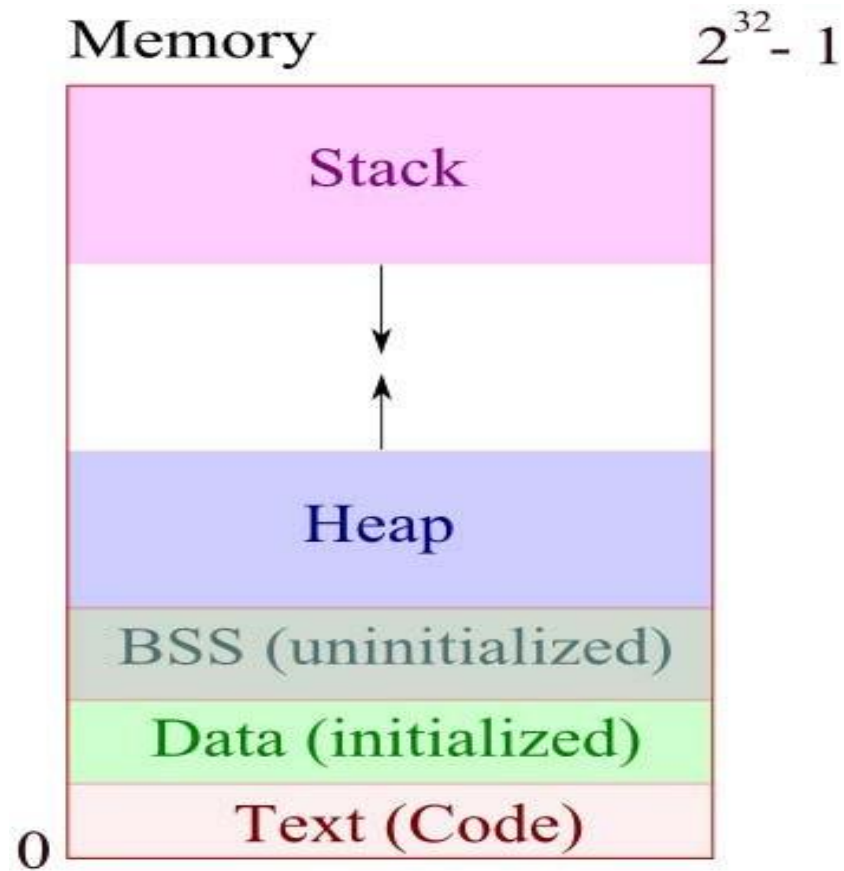 Memory 2^32 - 1
Stack
Heap
BSS (uninitialized)
Data (initialized)
Text (Code)
0